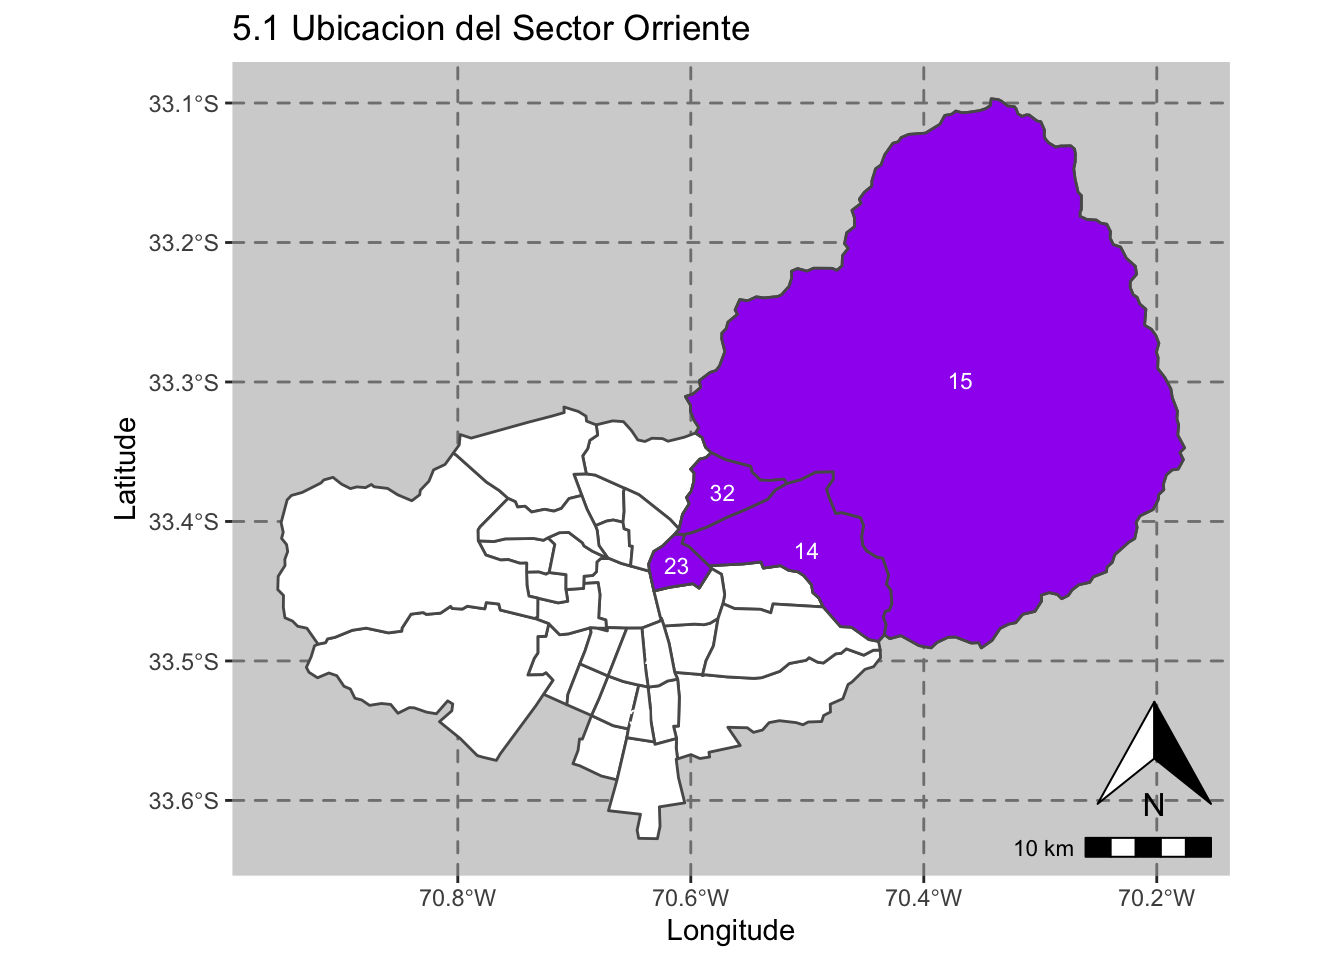 5.1 Ubicacion del Sector Orriente
33.1°S
33.2°S
33.3°S
33.4°S
33.5°S
33.6°S
Latitude
15
32
14
23
N
10 km
70.8°W 70.6°W 70.4°W 70.2°W
Longitude